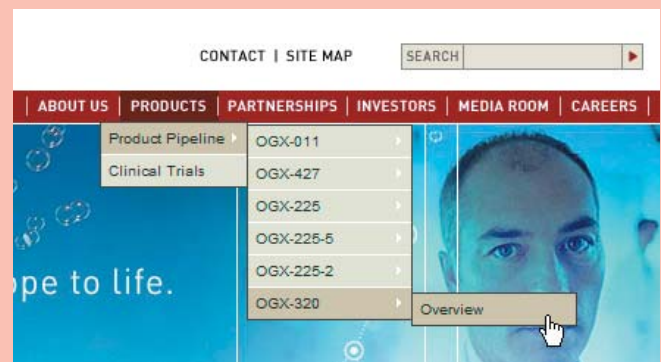 CONTACT | SITE MAP SEARCH
| ABOUT US | PRODUCTS | PARTNERSHIPS | INVESTORS | MEDIA ROOM | CAREERS |
Product Pipeline
Clinical Trials
OGX-011
OGX-427
OGX-225
OGX-225-5
OGX-225-2
OGX-320
Overview
pe to life.